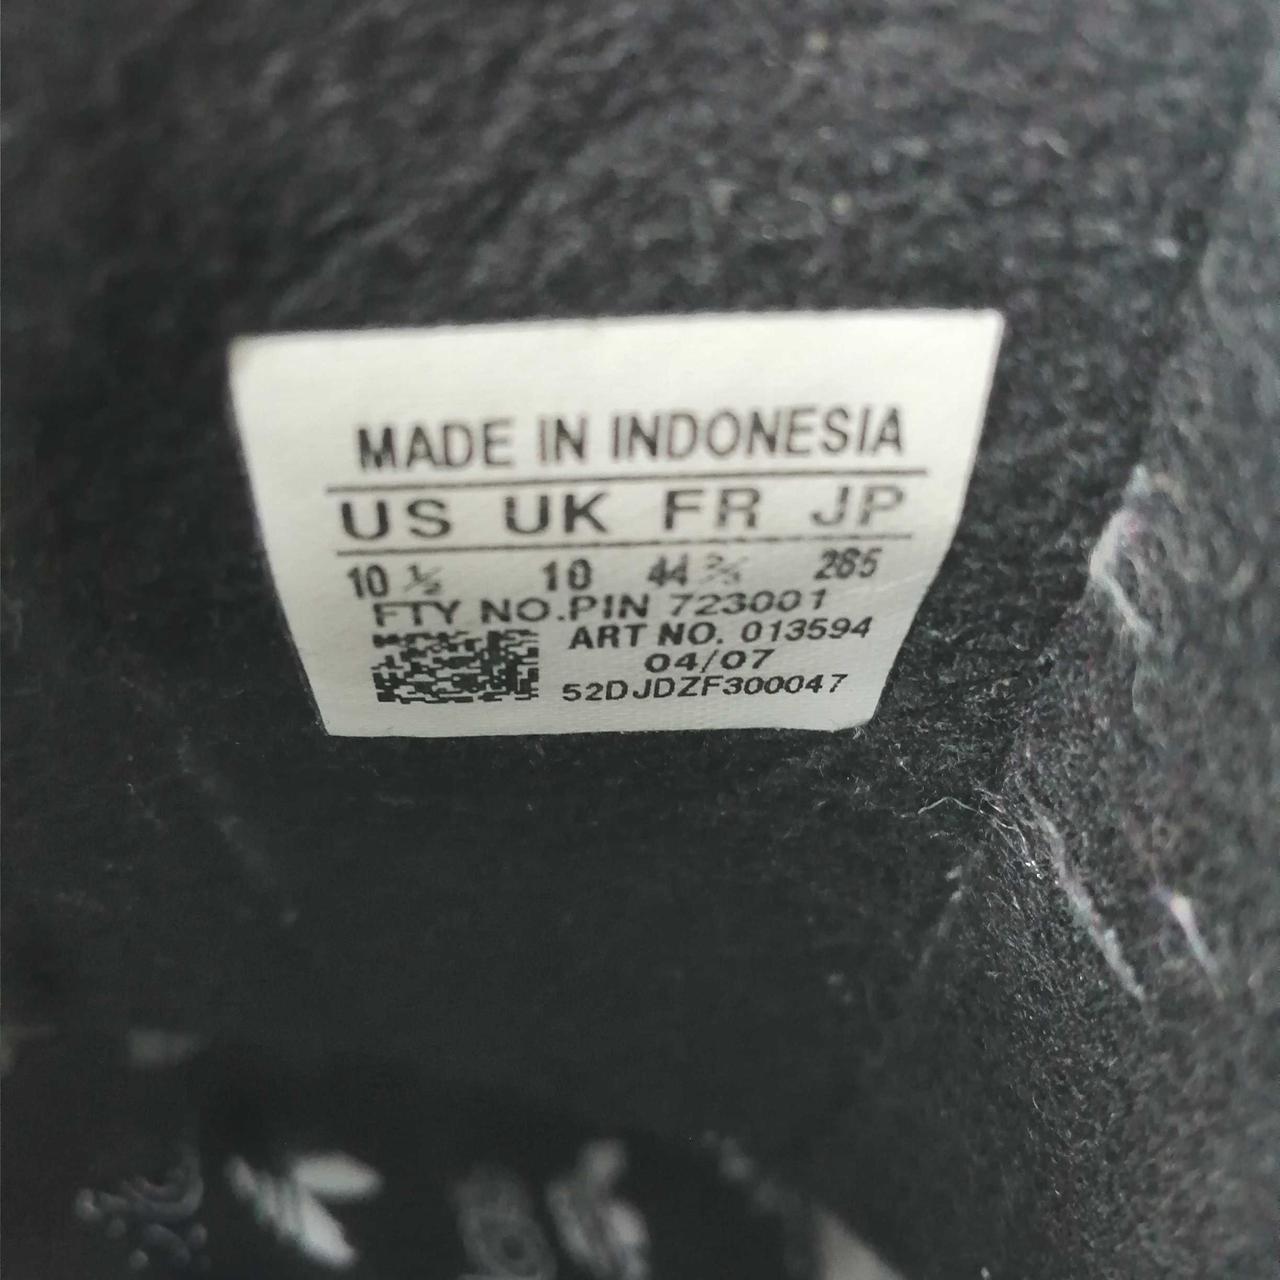 MADE IN INDONESIA
US UK FR JP
10 ½ 10 44 ⅔ 285
FTY NO.PIN 723001
ART NO. 013594
04/07
52DJDZF300047